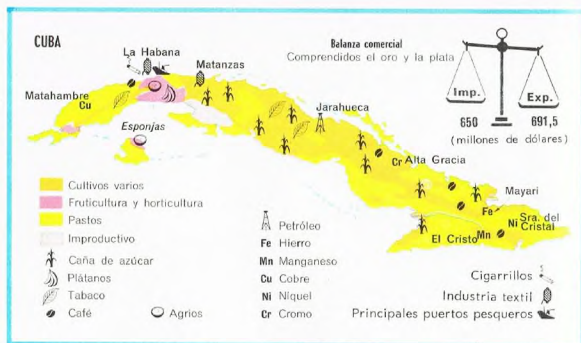 CUBA
Balanza comercial
Comprendidos el oro y la plata
Imp.
Exp.
650
691,5
(millones de dólares)
La Habana
Matanzas
Matahambre
Cu
Jarahueca
Esponjas
Cr Alta Gracia
Mayarí
Fe
Sra. del
Ni Cristal
El Cristo Mn
Cultivos varios
Fruticultura y horticultura
Pastos
Improductivo
Caña de azúcar
Plátanos
Tabaco
Café
Agrios
Petróleo
Fe Hierro
Mn Manganeso
Cu Cobre
Ni Níquel
Cr Cromo
Cigarrillos
Industria textil
Principales puertos pesqueros